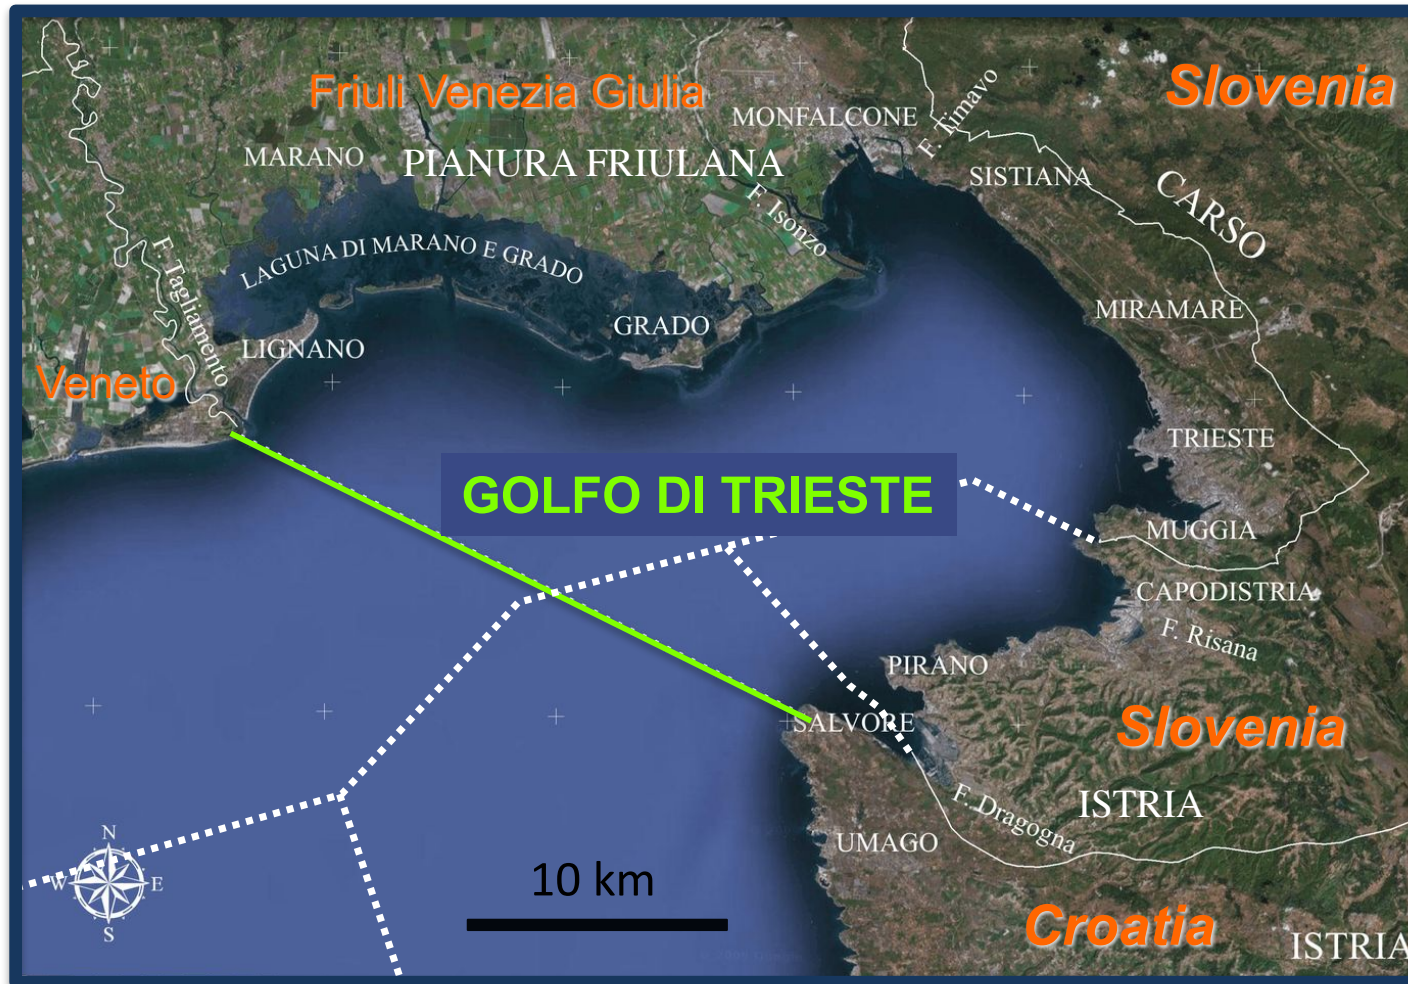 Friuli Venezia Giulia
Slovenia
MONFALCONE
F. Timavo
MARANO
PIANURA FRIULANA
SISTIANA
CARSO
F. Isonzo
F. Tagliamento
LAGUNA DI MARANO E GRADO
MIRAMARE
GRADO
LIGNANO
Veneto
TRIESTE
GOLFO DI TRIESTE
MUGGIA
CAPODISTRIA
F. Risana
PIRANO
SALVORE
Slovenia
F. Dragogna
ISTRIA
UMAGO
N
W
E
S
10 km
Croatia
ISTRIA